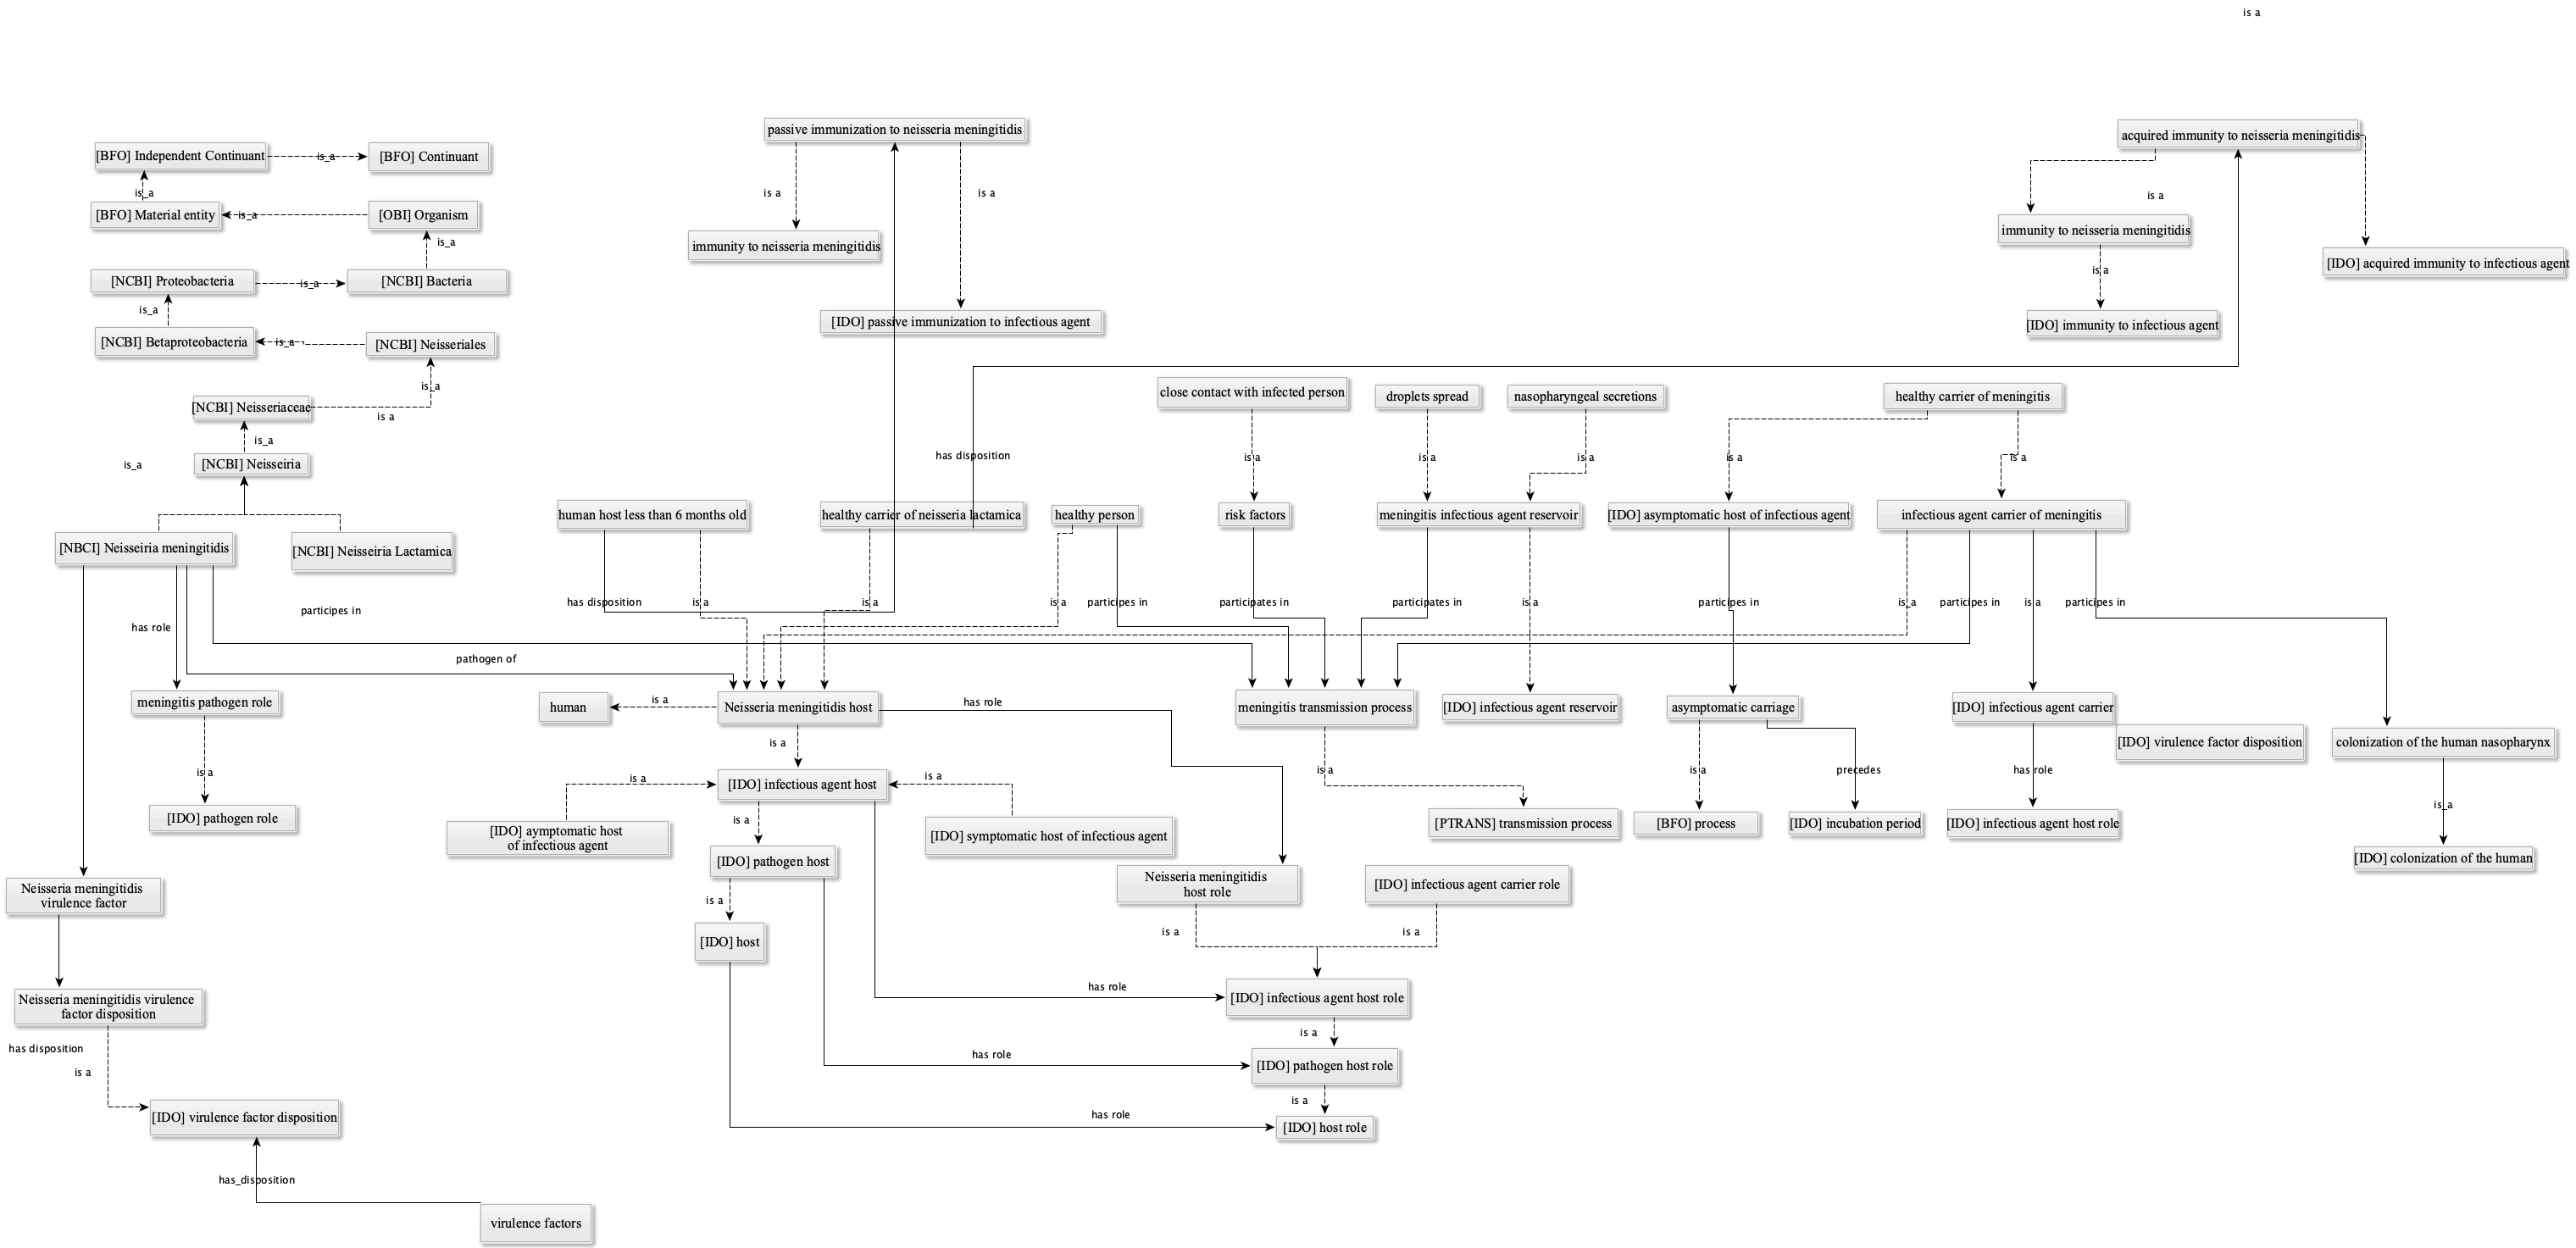 is a
passive immunization to neisseria meningitidis
acquired immunity to neisseria meningitidis
[BFO] Independent Continuant
is_a
[BFO] Continuant
is_a
is a
is a
is a
[BFO] Material entity
is_a
[OBI] Organism
immunity to neisseria meningitidis
is_a
immunity to neisseria meningitidis
[IDO] acquired immunity to infectious agent
[NCBI] Proteobacteria
is_a
[NCBI] Bacteria
is a
is_a
[IDO] passive immunization to infectious agent
[IDO] immunity to infectious agent
[NCBI] Betaproteobacteria
is_a
[NCBI] Neisseriales
is_a
close contact with infected person
droplets spread
nasopharyngeal secretions
healthy carrier of meningitis
[NCBI] Neisseriaceae
is a
is_a
[NCBI] Neisseiria
is_a
has disposition
is a
is a
is a
is a
is a
human host less than 6 months old
healthy carrier of neisseria lactamica
healthy person
risk factors
meningitis infectious agent reservoir
[IDO] asymptomatic host of infectious agent
infectious agent carrier of meningitis
[NBCI] Neisseiria meningitidis
[NCBI] Neisseiria Lactamica
participes in
has disposition
is a
is a
is a
participes in
participates in
participates in
is a
participes in
is_a
participes in
is a
participes in
has role
pathogen of
meningitis pathogen role
human
is a
Neisseria meningitidis host
has role
meningitis transmission process
[IDO] infectious agent reservoir
asymptomatic carriage
[IDO] infectious agent carrier
[IDO] virulence factor disposition
colonization of the human nasopharynx
is a
is a
is a
[IDO] infectious agent host
is a
is a
is a
precedes
has role
is_a
[IDO] pathogen role
is a
[IDO] aymptomatic host
of infectious agent
[IDO] symptomatic host of infectious agent
[PTRANS] transmission process
[BFO] process
[IDO] incubation period
[IDO] infectious agent host role
[IDO] colonization of the human
[IDO] pathogen host
Neisseria meningitidis
virulence factor
is a
Neisseria meningitidis
host role
[IDO] infectious agent carrier role
is a
is a
[IDO] host
Neisseria meningitidis virulence
factor disposition
has role
[IDO] infectious agent host role
is a
has disposition
is a
has role
[IDO] pathogen host role
is a
[IDO] virulence factor disposition
has role
[IDO] host role
has_disposition
virulence factors